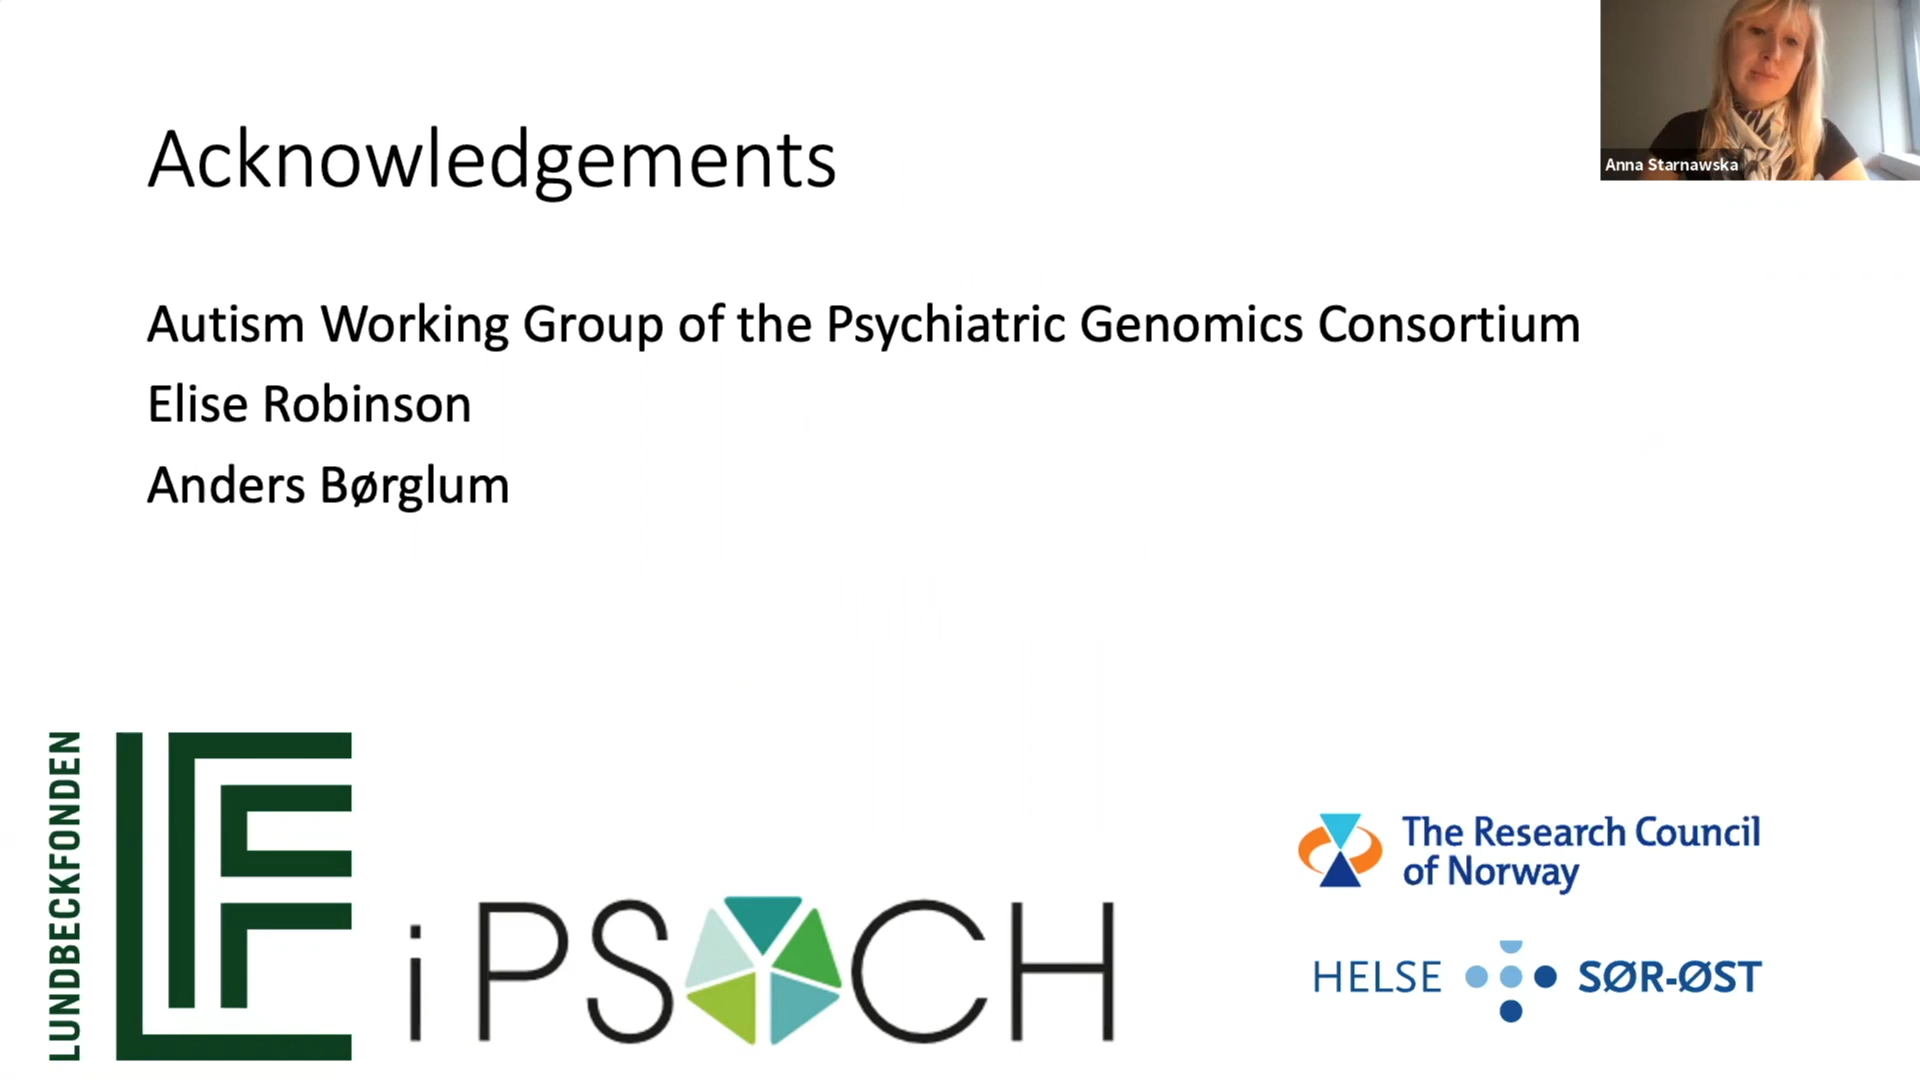 Acknowledgements
Anna Starnawska
Autism Working Group of the Psychiatric Genomics Consortium
Elise Robinson
Anders Børglum
LUNDBECKFONDEN
LF
iPSYCH
The Research Council
of Norway
HELSE SØR-ØST